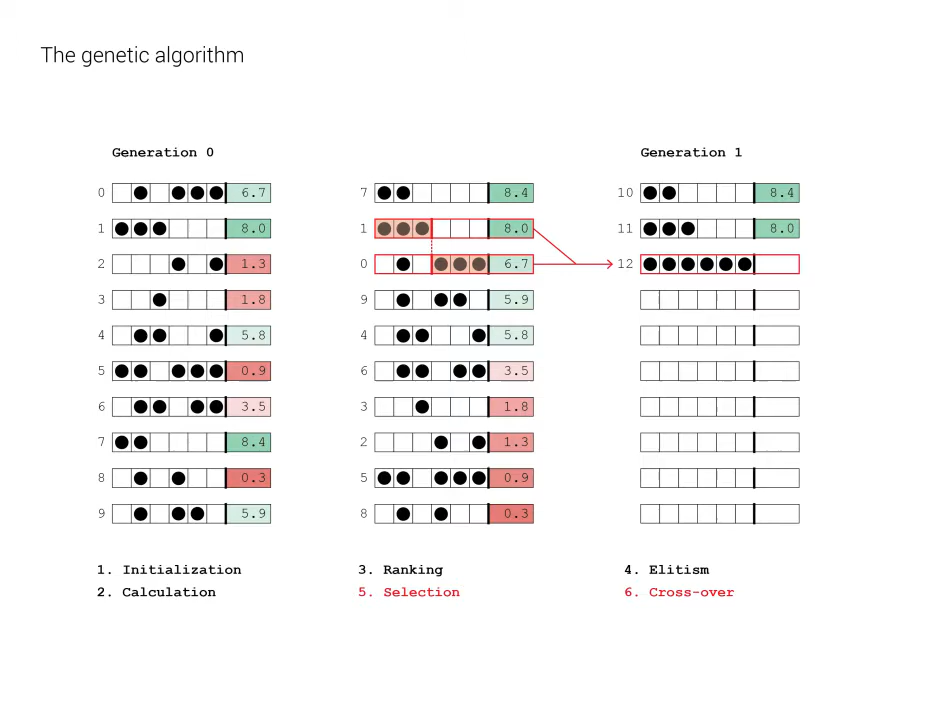 The genetic algorithm
Generation 0
Generation 1
0 6.7
7 8.4
10 8.4
1 8.0
1 8.0
11 8.0
2 1.3
0 6.7
12
3 1.8
9 5.9
4 5.8
4 5.8
5 0.9
6 3.5
6 3.5
3 1.8
7 8.4
2 1.3
8 0.3
5 0.9
9 5.9
8 0.3
1. Initialization
3. Ranking
4. Elitism
2. Calculation
5. Selection
6. Cross-over